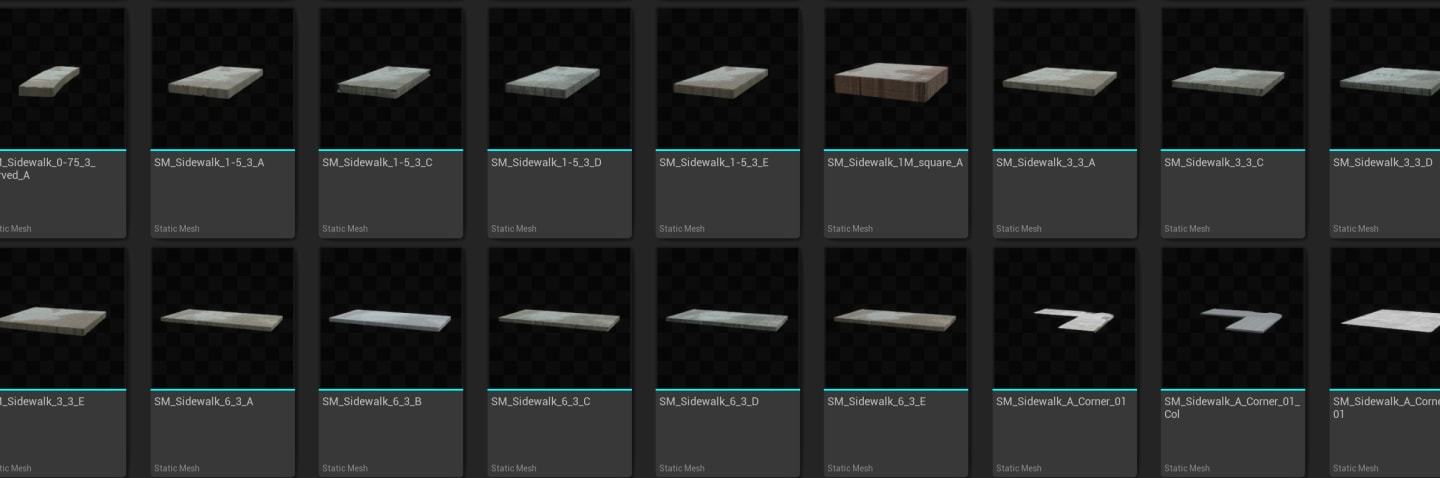 _Sidewalk_0-75_3_
ved_A
Static Mesh
SM_Sidewalk_1-5_3_A
Static Mesh
SM_Sidewalk_1-5_3_C
Static Mesh
SM_Sidewalk_1-5_3_D
Static Mesh
SM_Sidewalk_1-5_3_E
Static Mesh
SM_Sidewalk_1M_square_A
Static Mesh
SM_Sidewalk_3_3_A
Static Mesh
SM_Sidewalk_3_3_C
Static Mesh
SM_Sidewalk_3_3_D
Static Mesh
_Sidewalk_3_3_E
tic Mesh
SM_Sidewalk_6_3_A
Static Mesh
SM_Sidewalk_6_3_B
Static Mesh
SM_Sidewalk_6_3_C
Static Mesh
SM_Sidewalk_6_3_D
Static Mesh
SM_Sidewalk_6_3_E
Static Mesh
SM_Sidewalk_A_Corner_01
Static Mesh
SM_Sidewalk_A_Corner_01_
Col
Static Mesh
SM_Sidewalk_A_Corne
01
Static Mesh